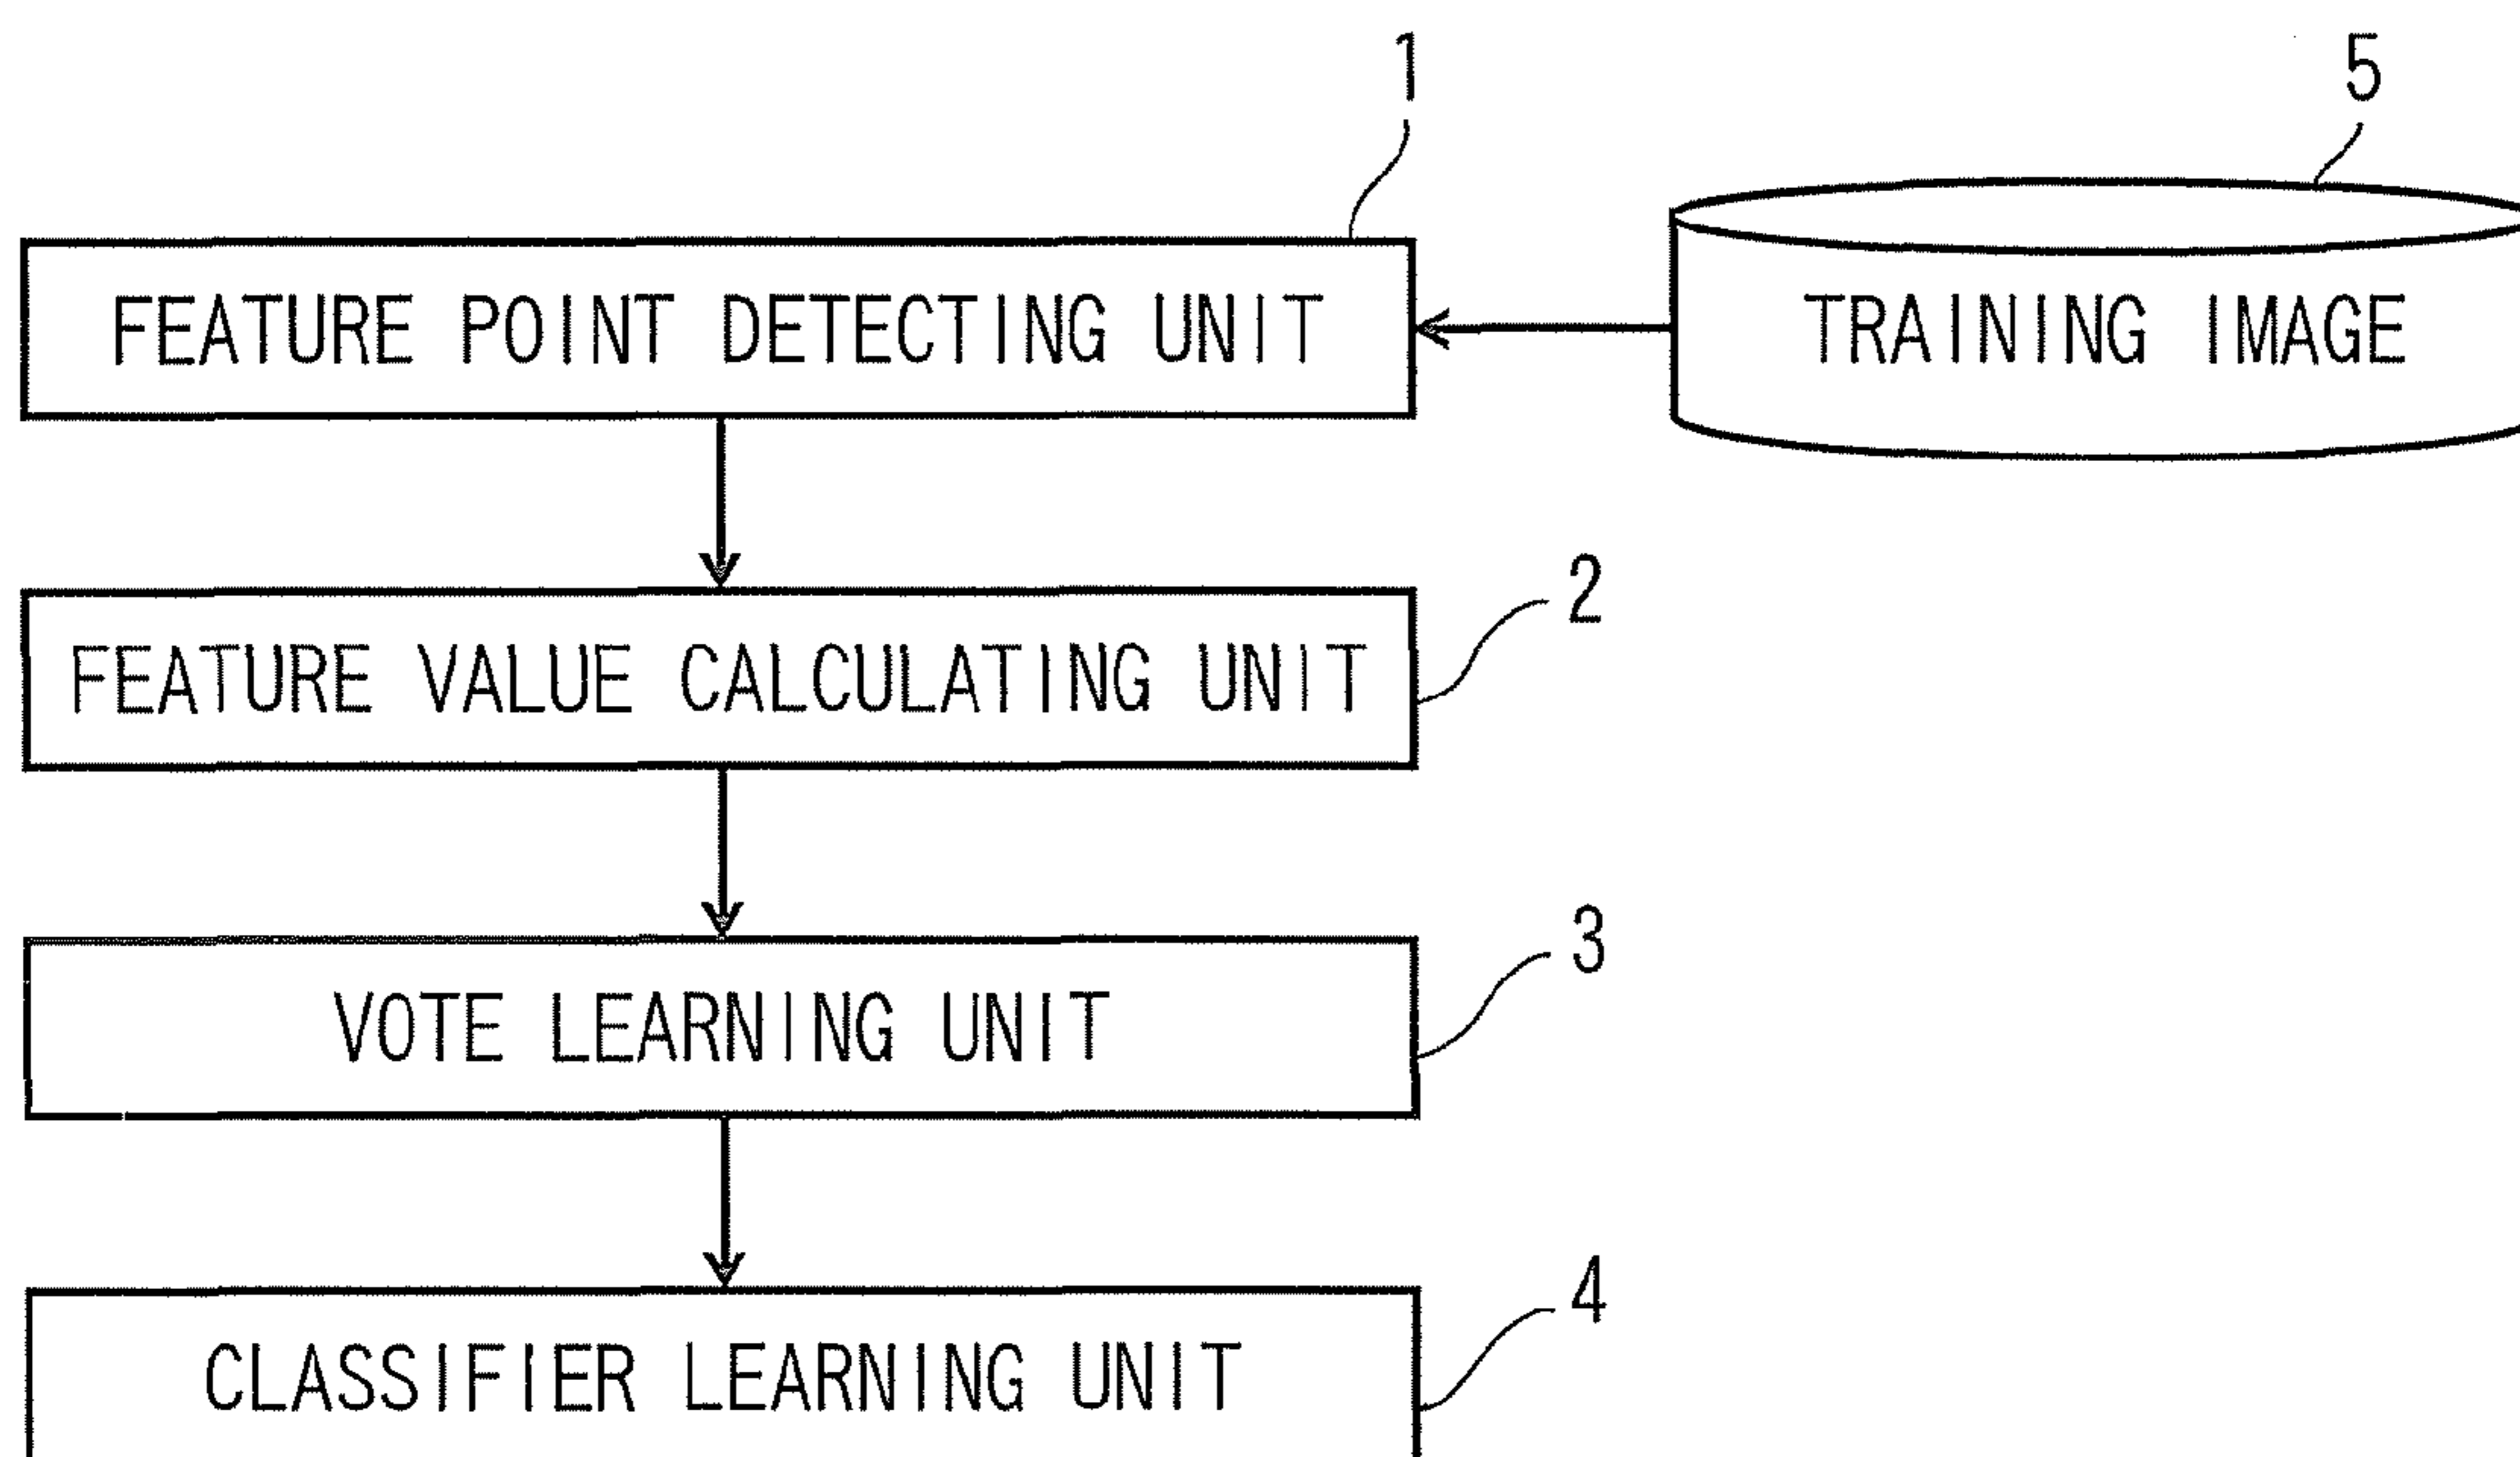 1
5
FEATURE POINT DETECTING UNIT
TRAINING IMAGE
2
FEATURE VALUE CALCULATING UNIT
3
VOTE LEARNING UNIT
4
CLASSIFIER LEARNING UNIT